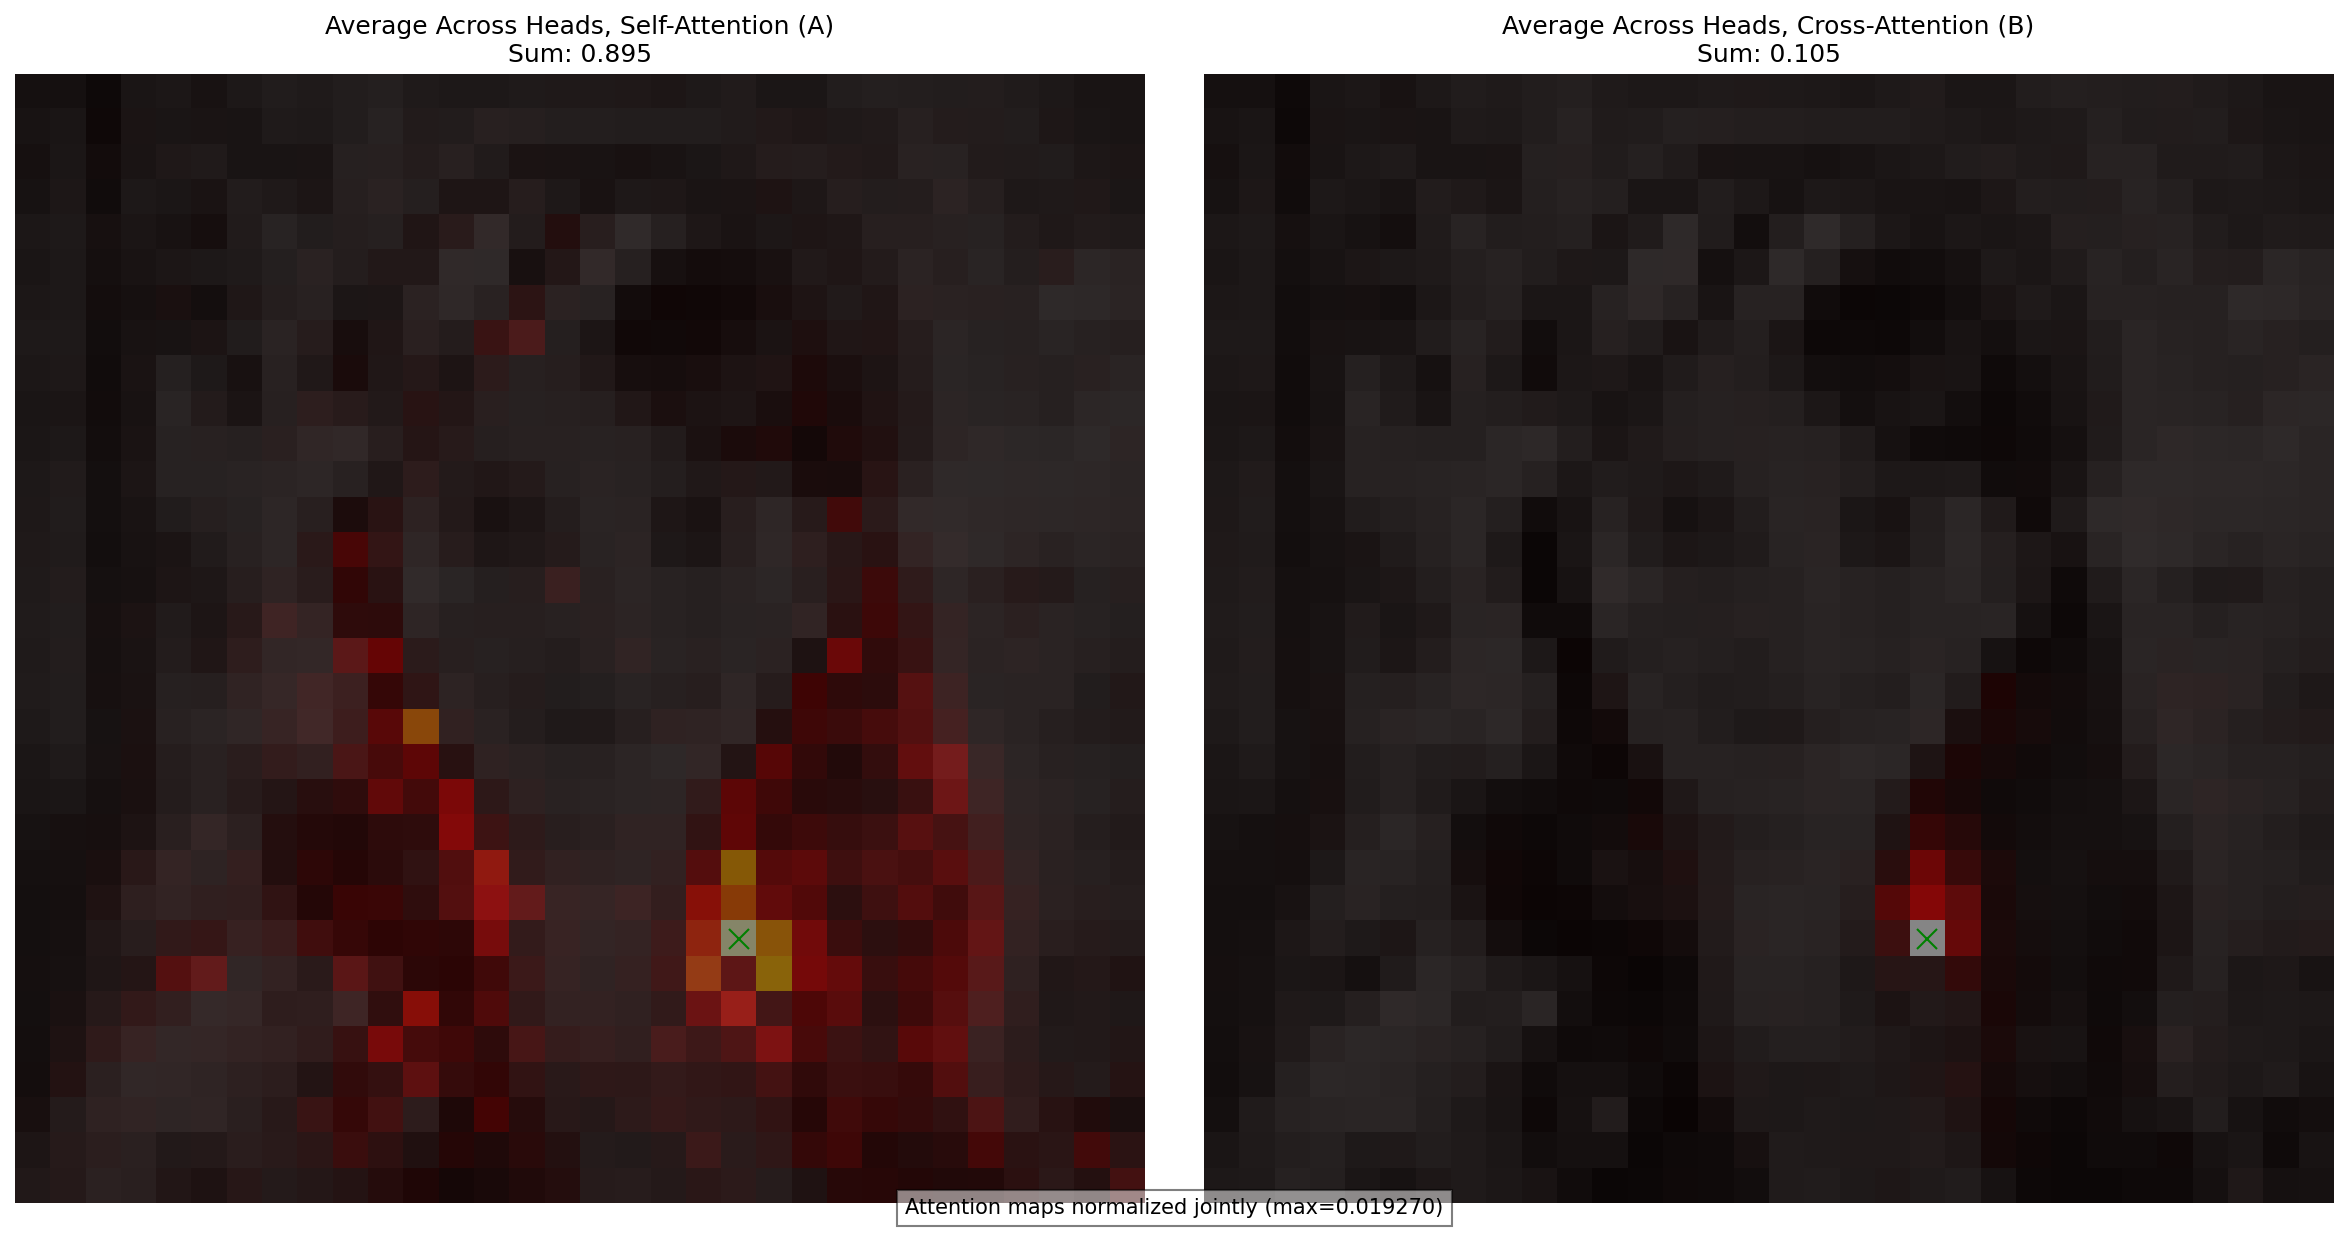 Average Across Heads, Self-Attention (A)
Sum: 0.895
Average Across Heads, Cross-Attention (B)
Sum: 0.105
Attention maps normalized jointly (max=0.019270)